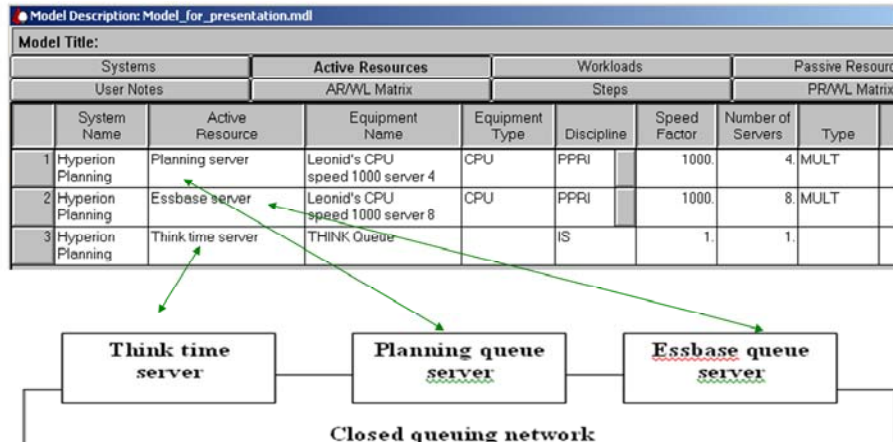 Model Description: Model_for_presentation.mdl
Model Title:
Systems Active Resources Workloads Passive Resourc
User Notes AR/WL Matrix Steps PR/WL Matrix
System Name Active Resource Equipment Name Equipment Type Discipline Speed Factor Number of Servers Type
1 Hyperion Planning server Leonid's CPU CPU PPRI 1000. 4. MULT
Planning speed 1000 server 4
2 Hyperion Essbase server Leonid's CPU CPU PPRI 1000. 8. MULT
Planning speed 1000 server 8
3 Hyperion Think time server THINK Queue IS 1. 1.
Planning
Think time Planning queue Essbase queue
server server server
Closed queuing network